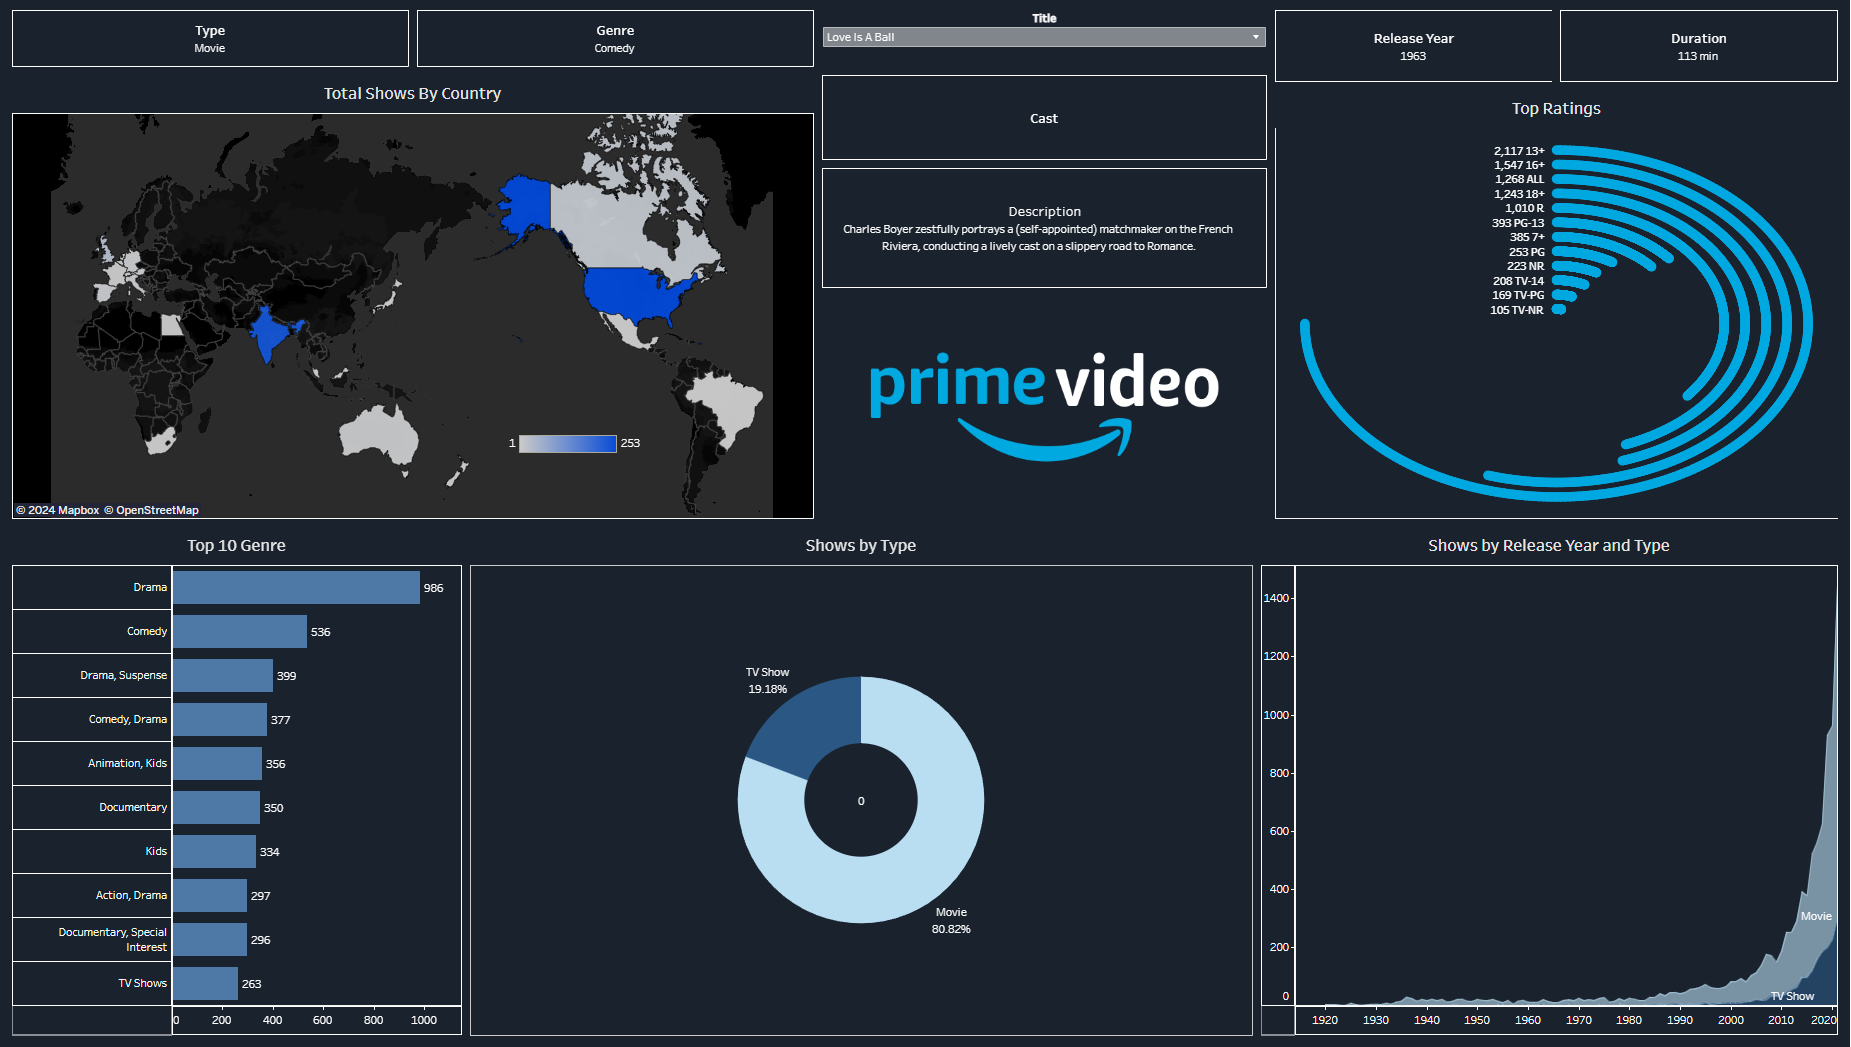 Type
Movie
Genre
Comedy
Title
Love Is A Ball
Release Year
1963
Duration
113 min
Total Shows By Country
1
253
© 2024 Mapbox © OpenStreetMap
Cast
Description
Charles Boyer zestfully portrays a (self-appointed) matchmaker on the French
Riviera, conducting a lively cast on a slippery road to Romance.
prime video
Top Ratings
2,117 13+
1,547 16+
1,268 ALL
1,243 18+
1,010 R
393 PG-13
385 7+
253 PG
223 NR
208 TV-14
169 TV-PG
105 TV-NR
Top 10 Genre
Drama 986
Comedy 536
Drama, Suspense 399
Comedy, Drama 377
Animation, Kids 356
Documentary 350
Kids 334
Action, Drama 297
Documentary, Special
Interest 296
TV Shows 263
0 200 400 600 800 1000
Shows by Type
TV Show
19.18%
0
Movie
80.82%
Shows by Release Year and Type
1400
1200
1000
800
600
400
200
0
Movie
TV Show
1920 1930 1940 1950 1960 1970 1980 1990 2000 2010 2020